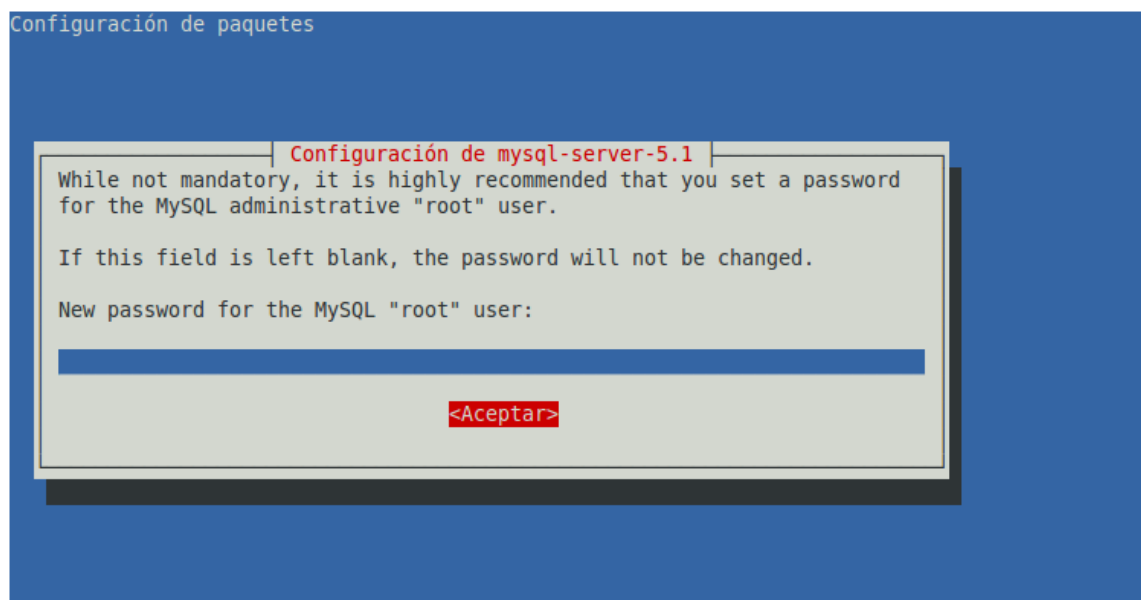 Configuración de paquetes
Configuración de mysql-server-5.1
While not mandatory, it is highly recommended that you set a password
for the MySQL administrative "root" user.
If this field is left blank, the password will not be changed.
New password for the MySQL "root" user:
<Aceptar>